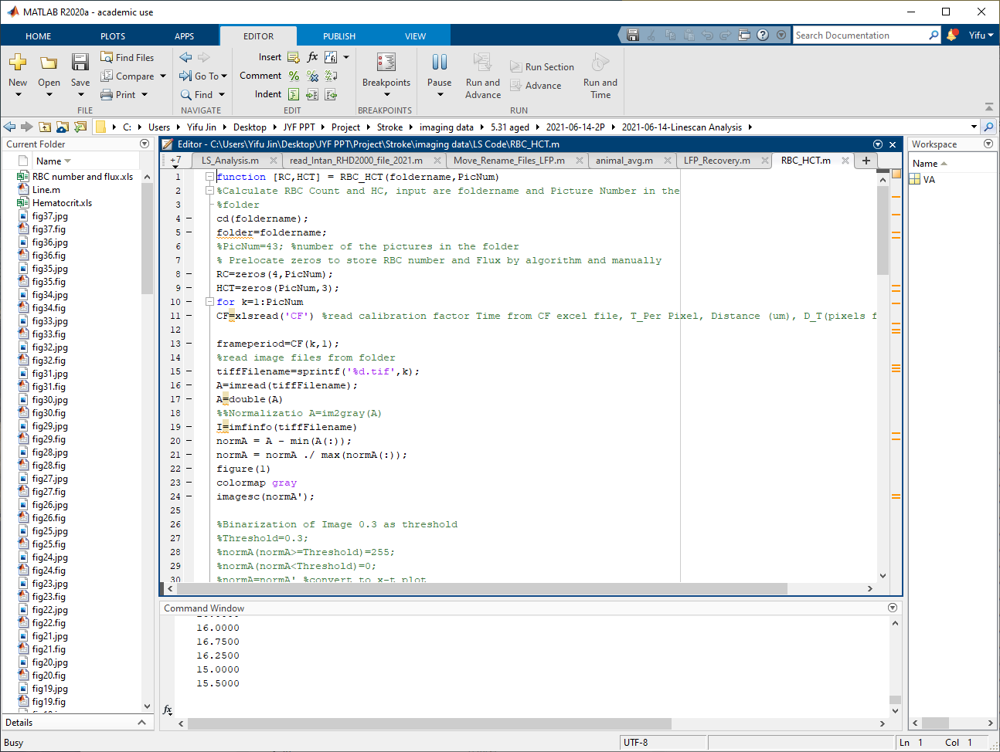 MATLAB R2020a - academic use
HOME PLOTS APPS EDITOR PUBLISH VIEW Search Documentation Yifu
New Open Save Find Files Compare Print
FILE
Go To Find
NAVIGATE
Insert fx
Comment
Indent
EDIT
Breakpoints
BREAKPOINTS
Pause Run and Advance Run Section Advance Run and Time
RUN
C: Users Yifu Jin Desktop JYF PPT Project Stroke imaging data 5.31 aged 2021-06-14-2P 2021-06-14-Linescan Analysis
Current Folder
Name
RBC number and flux.xls
Line.m
Hematocrit.xls
fig37.jpg
fig37.fig
fig36.jpg
fig36.fig
fig35.jpg
fig35.fig
fig34.jpg
fig34.fig
fig33.jpg
fig33.fig
fig32.jpg
fig32.fig
fig31.jpg
fig31.fig
fig30.jpg
fig30.fig
fig29.jpg
fig29.fig
fig28.jpg
fig28.fig
fig27.jpg
fig27.fig
fig26.jpg
fig26.fig
fig25.jpg
fig25.fig
fig24.jpg
fig24.fig
fig23.jpg
fig23.fig
fig22.jpg
fig22.fig
fig21.jpg
fig21.fig
fig20.jpg
fig20.fig
fig19.jpg
fig19.fig
Details
Editor - C:\Users\Yifu Jin\Desktop\JYF PPT\Project\Stroke\imaging data\LS Code\RBC_HCT.m
+7 LS_Analysis.m read_Intan_RHD2000_file_2021.m Move_Rename_Files_LFP.m animal_avg.m LFP_Recovery.m RBC_HCT.m +
1 function [RC,HCT] = RBC_HCT(foldername,PicNum)
2 %Calculate RBC Count and HC, input are foldername and Picture Number in the
3 %folder
4 cd(foldername);
5 folder=foldername;
6 %PicNum=43; %number of the pictures in the folder
7 % Prelocate zeros to store RBC number and Flux by algorithm and manually
8 RC=zeros(4,PicNum);
9 HCT=zeros(PicNum,3);
10 for k=1:PicNum
11 CF=xlsread('CF') %read calibration factor Time from CF excel file, T_Per Pixel, Distance (um), D_T(pixels f
12
13 frameperiod=CF(k,1);
14 %read image files from folder
15 tiffFilename=sprintf('%d.tif',k);
16 A=imread(tiffFilename);
17 A=double(A)
18 %%Normalizatio A=im2gray(A)
19 I=imfinfo(tiffFilename)
20 normA = A - min(A(:));
21 normA = normA ./ max(normA(:));
22 figure(1)
23 colormap gray
24 imagesc(normA');
25
26 %Binarization of Image 0.3 as threshold
27 %Threshold=0.3;
28 %normA(normA>=Threshold)=255;
29 %normA(normA<Threshold)=0;
30 %normA=normA' %convert to x-t plot
Command Window
16.0000
16.7500
16.2500
15.0000
15.5000
fx
Workspace
Name
VA
Busy UTF-8 Ln 1 Col 1